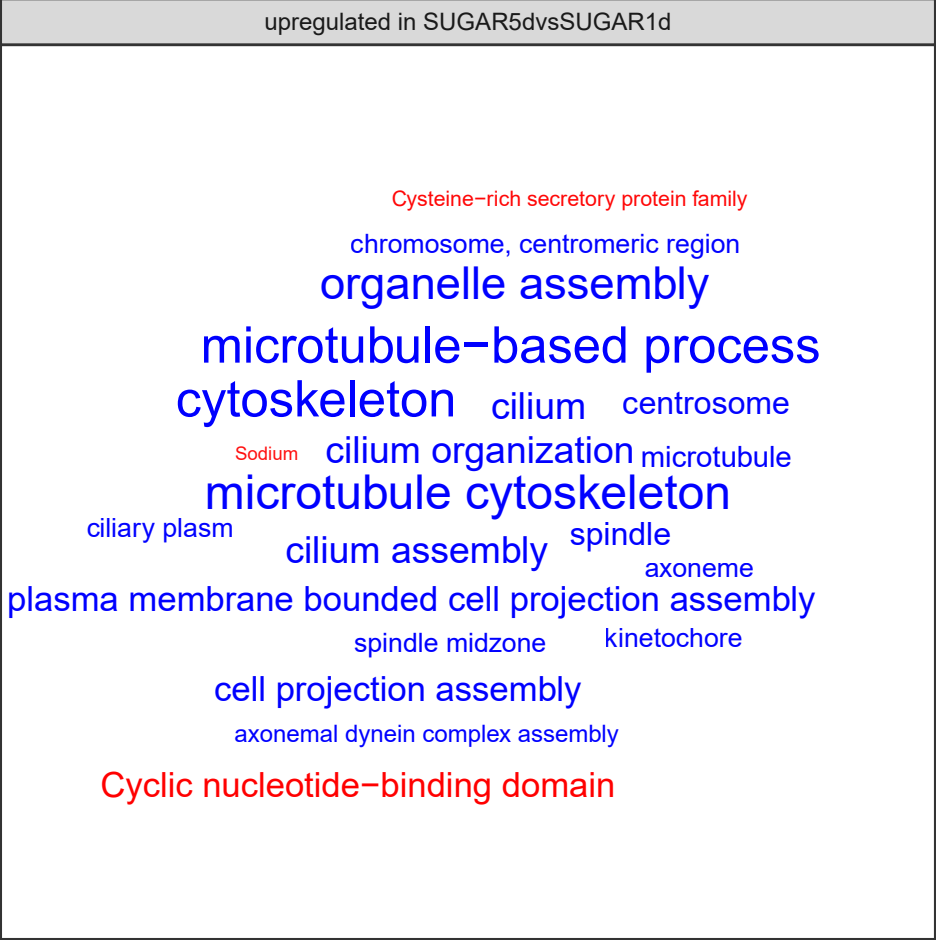 upregulated in SUGAR5dvsSUGAR1d
Cysteine−rich secretory protein family
chromosome, centromeric region
organelle assembly
microtubule−based process
cytoskeleton cilium centrosome
Sodium cilium organization microtubule
microtubule cytoskeleton
ciliary plasm spindle
cilium assembly
axoneme
plasma membrane bounded cell projection assembly
spindle midzone kinetochore
cell projection assembly
axonemal dynein complex assembly
Cyclic nucleotide−binding domain